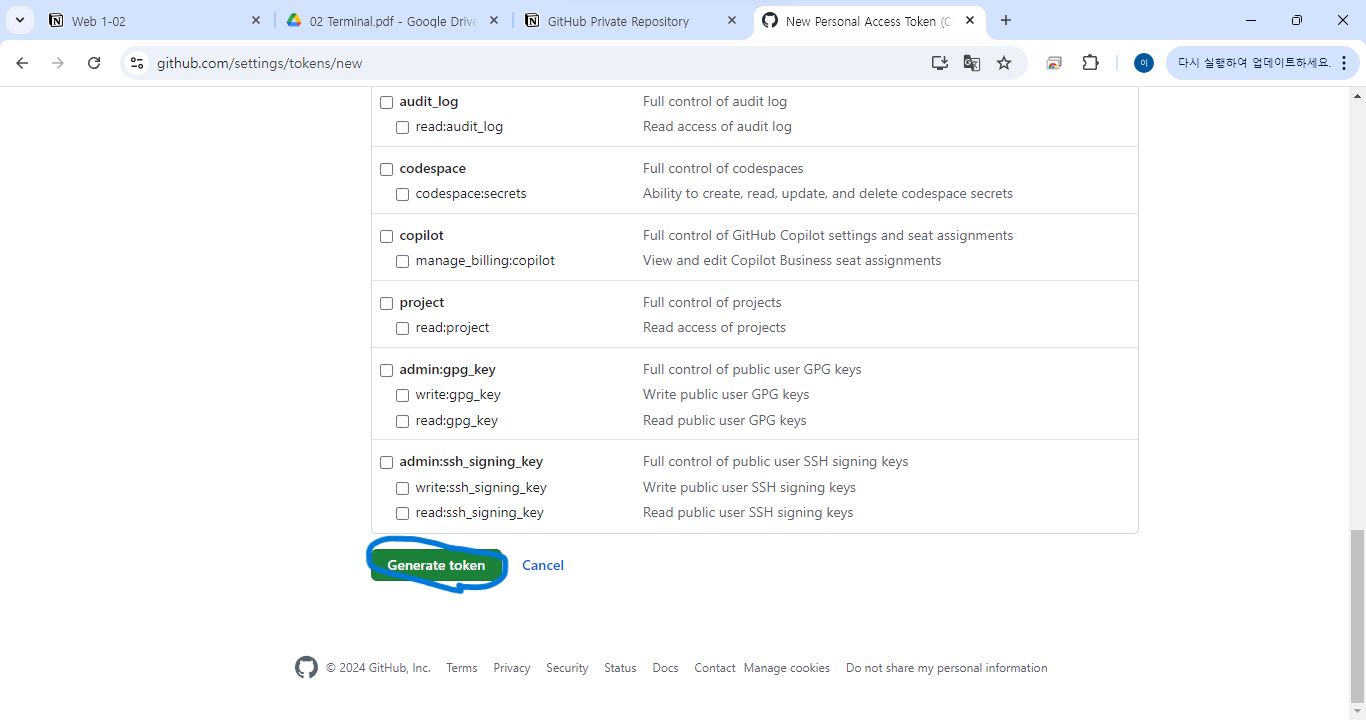 Web 1-02
02 Terminal.pdf - Google Drive
GitHub Private Repository
New Personal Access Token (C
github.com/settings/tokens/new
이
다시 실행하여 업데이트하세요.
audit_log Full control of audit log
read:audit_log Read access of audit log
codespace Full control of codespaces
codespace:secrets Ability to create, read, update, and delete codespace secrets
copilot Full control of GitHub Copilot settings and seat assignments
manage_billing:copilot View and edit Copilot Business seat assignments
project Full control of projects
read:project Read access of projects
admin:gpg_key Full control of public user GPG keys
write:gpg_key Write public user GPG keys
read:gpg_key Read public user GPG keys
admin:ssh_signing_key Full control of public user SSH signing keys
write:ssh_signing_key Write public user SSH signing keys
read:ssh_signing_key Read public user SSH signing keys
Generate token Cancel
© 2024 GitHub, Inc. Terms Privacy Security Status Docs Contact Manage cookies Do not share my personal information